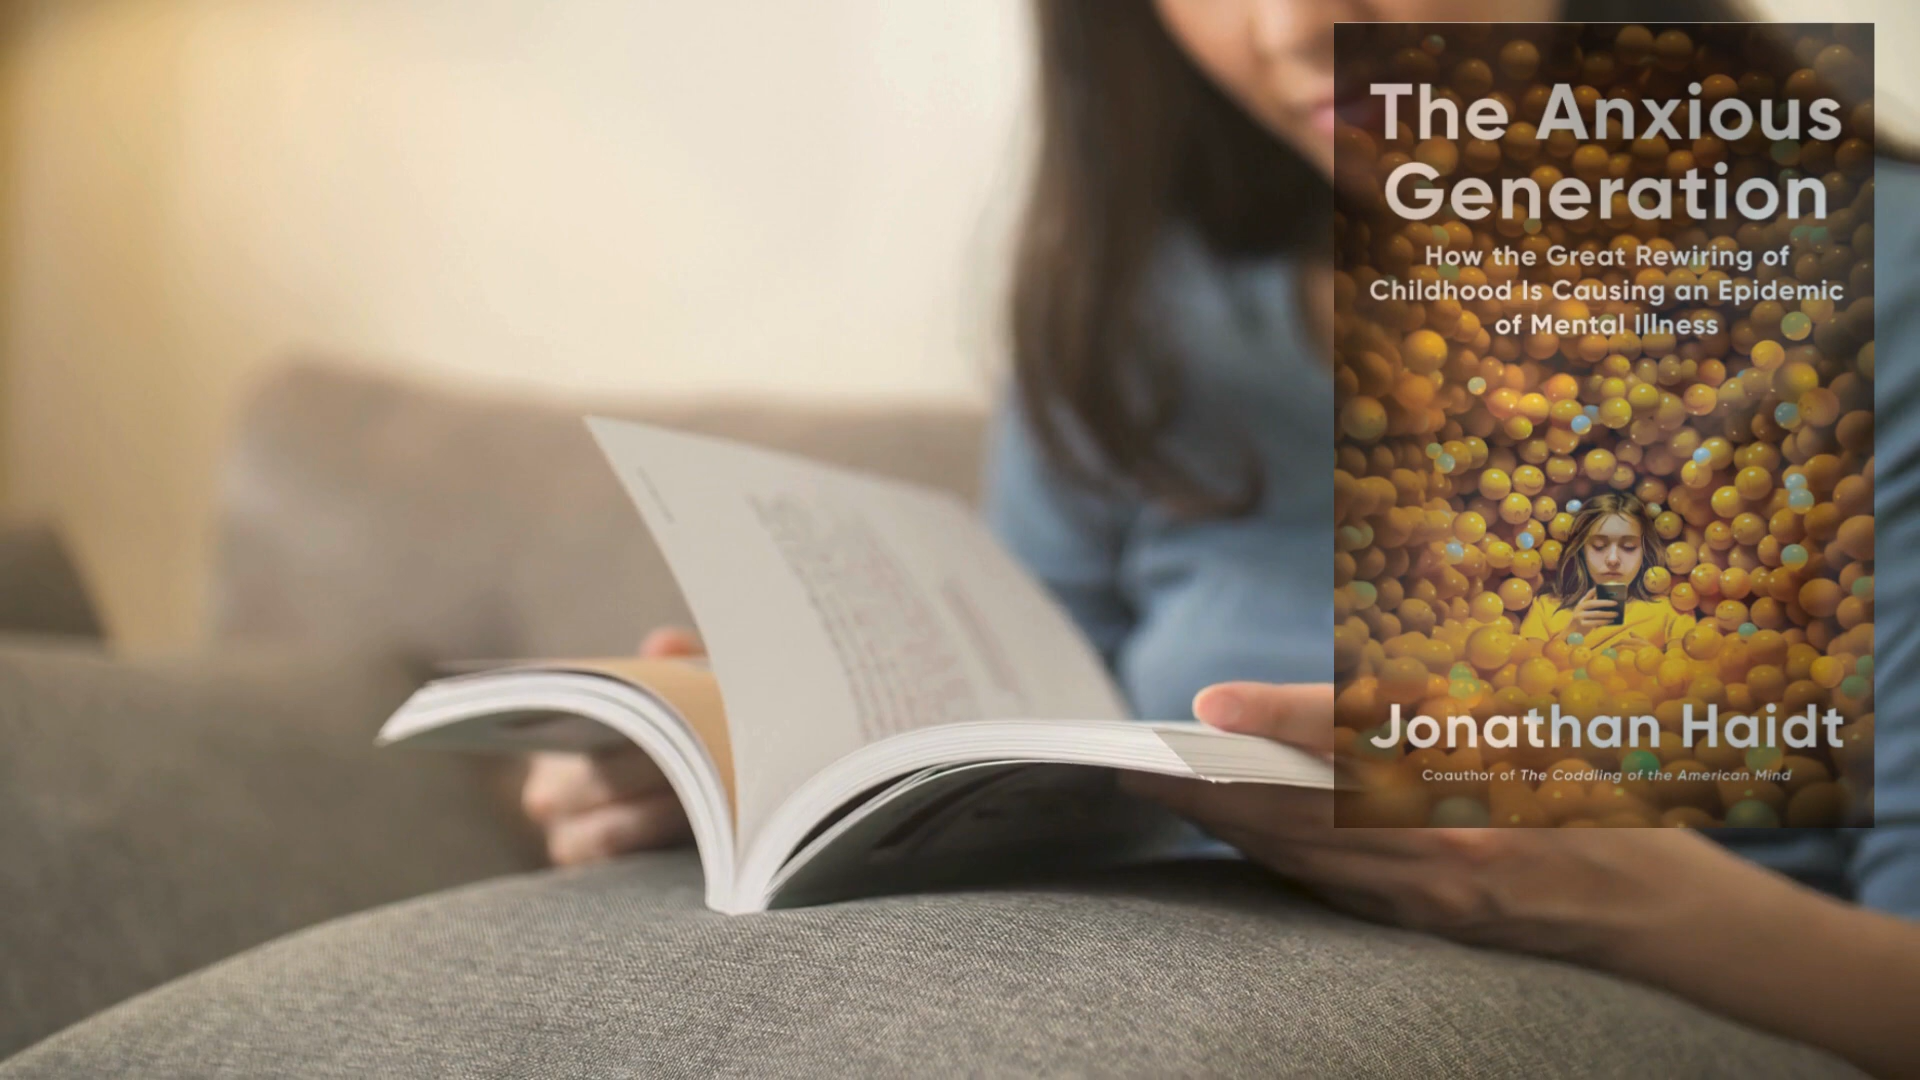 The Anxious
Generation
How the Great Rewiring of
Childhood Is Causing an Epidemic
of Mental Illness
Jonathan Haidt
Coauthor of The Coddling of the American Mind